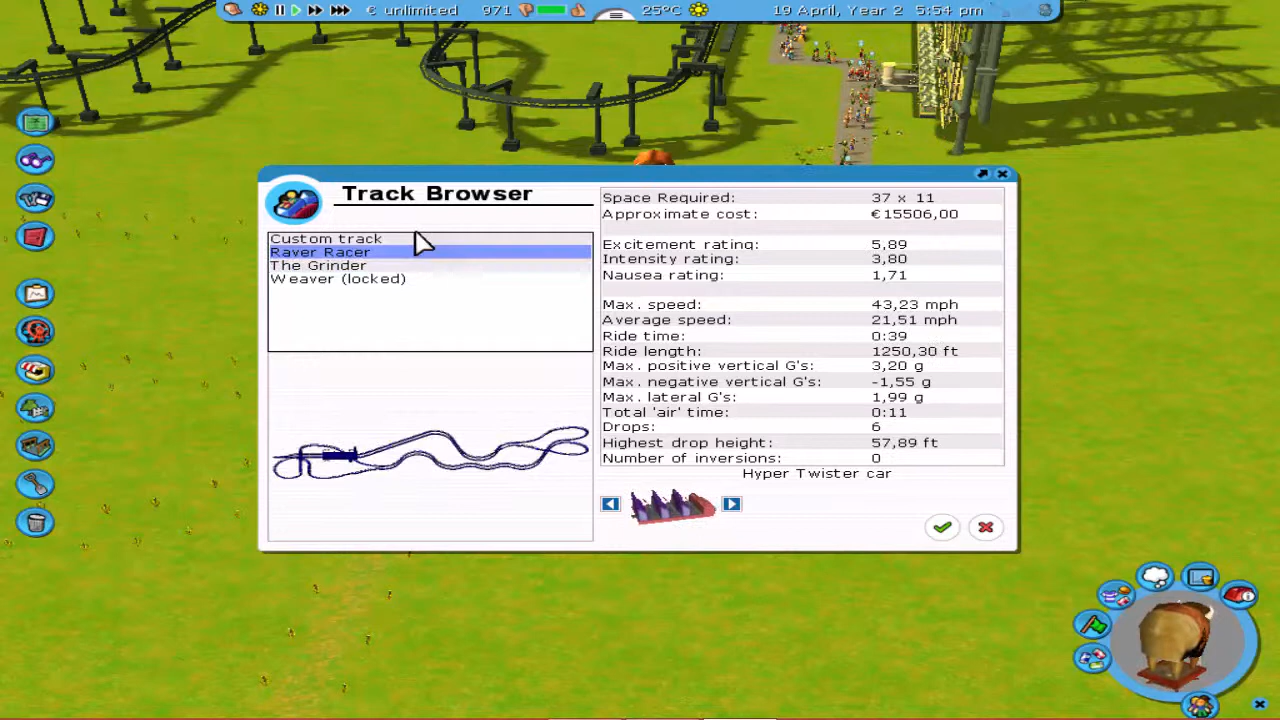 € unlimited 971 25°C 19 April, Year 2 5:54 pm
Track Browser
Custom track
Raver Racer
The Grinder
Weaver (locked)
Space Required: 37 x 11
Approximate cost: €15506,00
Excitement rating: 5,89
Intensity rating: 3,80
Nausea rating: 1,71
Max. speed: 43,23 mph
Average speed: 21,51 mph
Ride time: 0:39
Ride length: 1250,30 ft
Max. positive vertical G's: 3,20 g
Max. negative vertical G's: -1,55 g
Max. lateral G's: 1,99 g
Total 'air' time: 0:11
Drops: 6
Highest drop height: 57,89 ft
Number of inversions: 0
Hyper Twister car